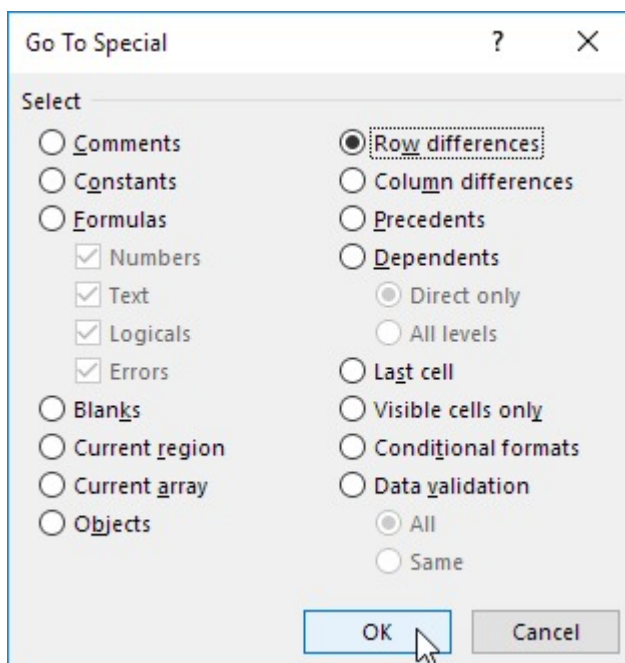 Go To Special ?
Select
Comments
Constants
Formulas
Numbers
Text
Logicals
Errors
Blanks
Current region
Current array
Objects
Row differences
Column differences
Precedents
Dependents
Direct only
All levels
Last cell
Visible cells only
Conditional formats
Data validation
All
Same
OK Cancel